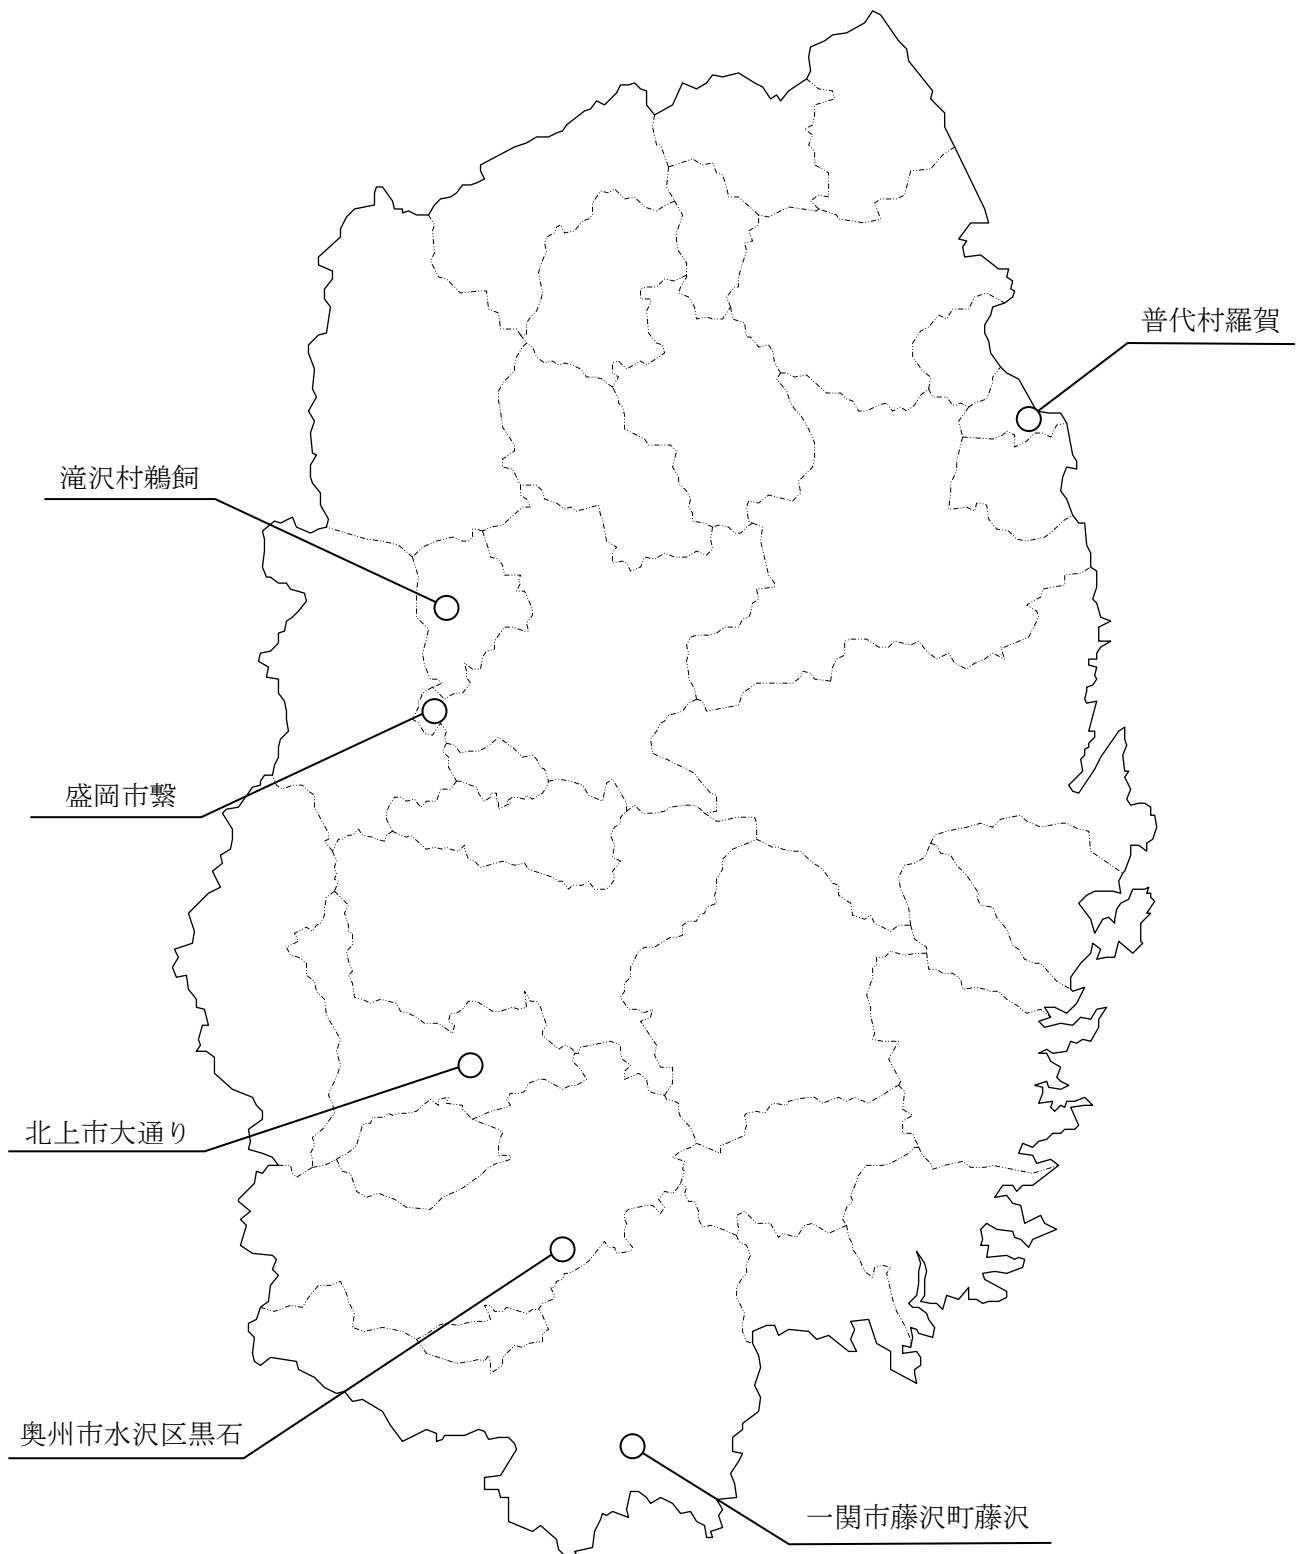 普代村羅賀
滝沢村鵜飼
盛岡市繋
北上市大通り
奥州市水沢区黒石
一関市藤沢町藤沢